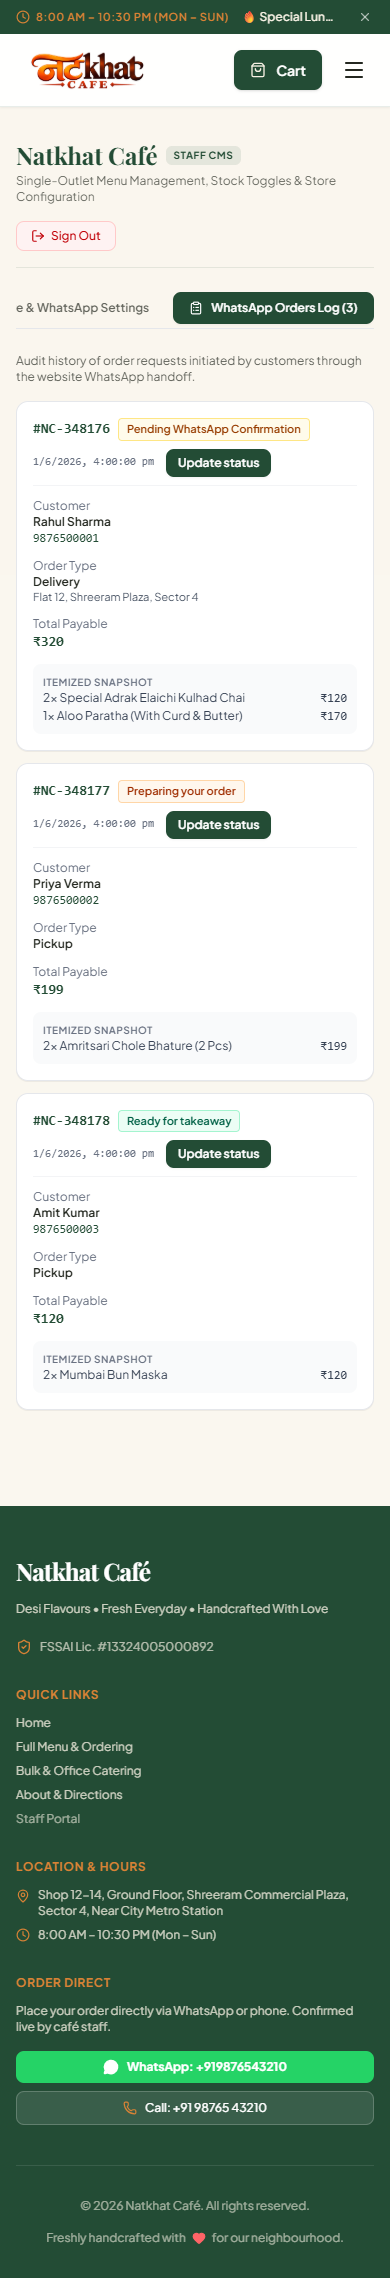 8:00 AM – 10:30 PM (MON – SUN) 🔥 Special Lun...
नटkhat
CAFE
Cart
Natkhat Café STAFF CMS
Single-Outlet Menu Management, Stock Toggles & Store
Configuration
Sign Out
e & WhatsApp Settings WhatsApp Orders Log (3)
Audit history of order requests initiated by customers through
the website WhatsApp handoff.
#NC-348176 Pending WhatsApp Confirmation
1/6/2026, 4:00:00 pm Update status
Customer
Rahul Sharma
9876500001
Order Type
Delivery
Flat 12, Shreeram Plaza, Sector 4
Total Payable
₹320
ITEMIZED SNAPSHOT
2× Special Adrak Elaichi Kulhad Chai ₹120
1× Aloo Paratha (With Curd & Butter) ₹170
#NC-348177 Preparing your order
1/6/2026, 4:00:00 pm Update status
Customer
Priya Verma
9876500002
Order Type
Pickup
Total Payable
₹199
ITEMIZED SNAPSHOT
2× Amritsari Chole Bhature (2 Pcs) ₹199
#NC-348178 Ready for takeaway
1/6/2026, 4:00:00 pm Update status
Customer
Amit Kumar
9876500003
Order Type
Pickup
Total Payable
₹120
ITEMIZED SNAPSHOT
2× Mumbai Bun Maska ₹120
Natkhat Café
Desi Flavours • Fresh Everyday • Handcrafted With Love
FSSAI Lic. #13324005000892
QUICK LINKS
Home
Full Menu & Ordering
Bulk & Office Catering
About & Directions
Staff Portal
LOCATION & HOURS
Shop 12-14, Ground Floor, Shreeram Commercial Plaza,
Sector 4, Near City Metro Station
8:00 AM – 10:30 PM (Mon – Sun)
ORDER DIRECT
Place your order directly via WhatsApp or phone. Confirmed
live by café staff.
WhatsApp: +919876543210
Call: +91 98765 43210
© 2026 Natkhat Café. All rights reserved.
Freshly handcrafted with ❤ for our neighbourhood.